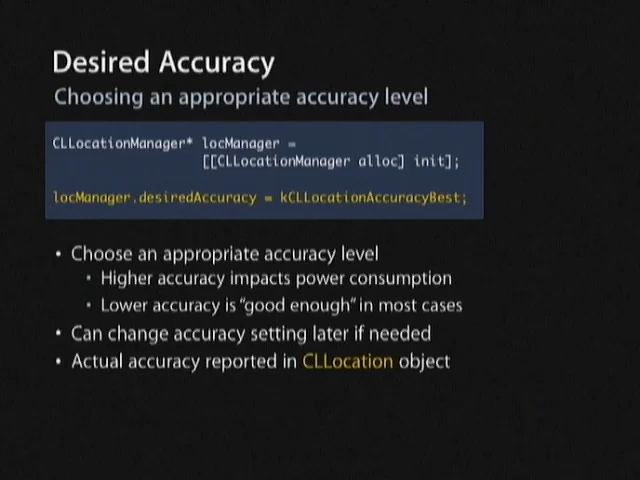 Desired Accuracy
Choosing an appropriate accuracy level
CLLocationManager* locManager =
[[CLLocationManager alloc] init];
locManager.desiredAccuracy = kCLLocationAccuracyBest;
• Choose an appropriate accuracy level
• Higher accuracy impacts power consumption
• Lower accuracy is "good enough" in most cases
• Can change accuracy setting later if needed
• Actual accuracy reported in CLLocation object